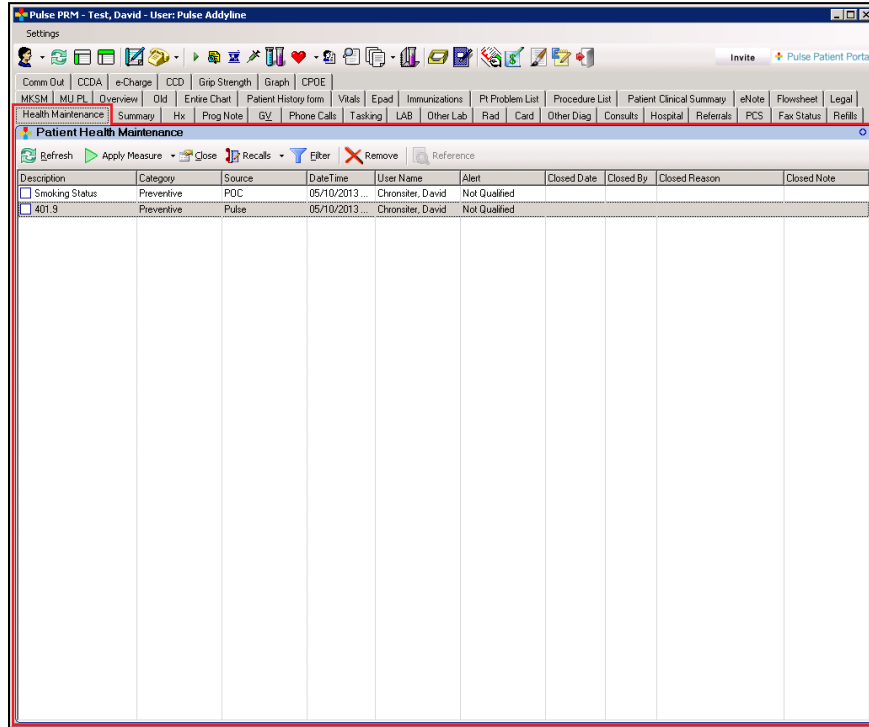 Pulse PRM - Test, David - User: Pulse Addyline
Settings
Invite Pulse Patient Porta
Comm Out CCDA e-Charge CCD Grip Strength Graph CPOE
MKSM MU PL Overview Old Entire Chart Patient History form Vitals Epad Immunizations Pt Problem List Procedure List Patient Clinical Summary eNote Flowsheet Legal
Health Maintenance Summary Hx Prog Note GV Phone Calls Tasking LAB Other Lab Rad Card Other Diag Consults Hospital Referrals PCS Fax Status Refills
Patient Health Maintenance
Refresh Apply Measure Close Recalls Filter Remove Reference
Description Category Source DateTime User Name Alert Closed Date Closed By Closed Reason Closed Note
Smoking Status Preventive POC 05/10/2013 ... Chronsiter, David Not Qualified
401.9 Preventive Pulse 05/10/2013 ... Chronsiter, David Not Qualified